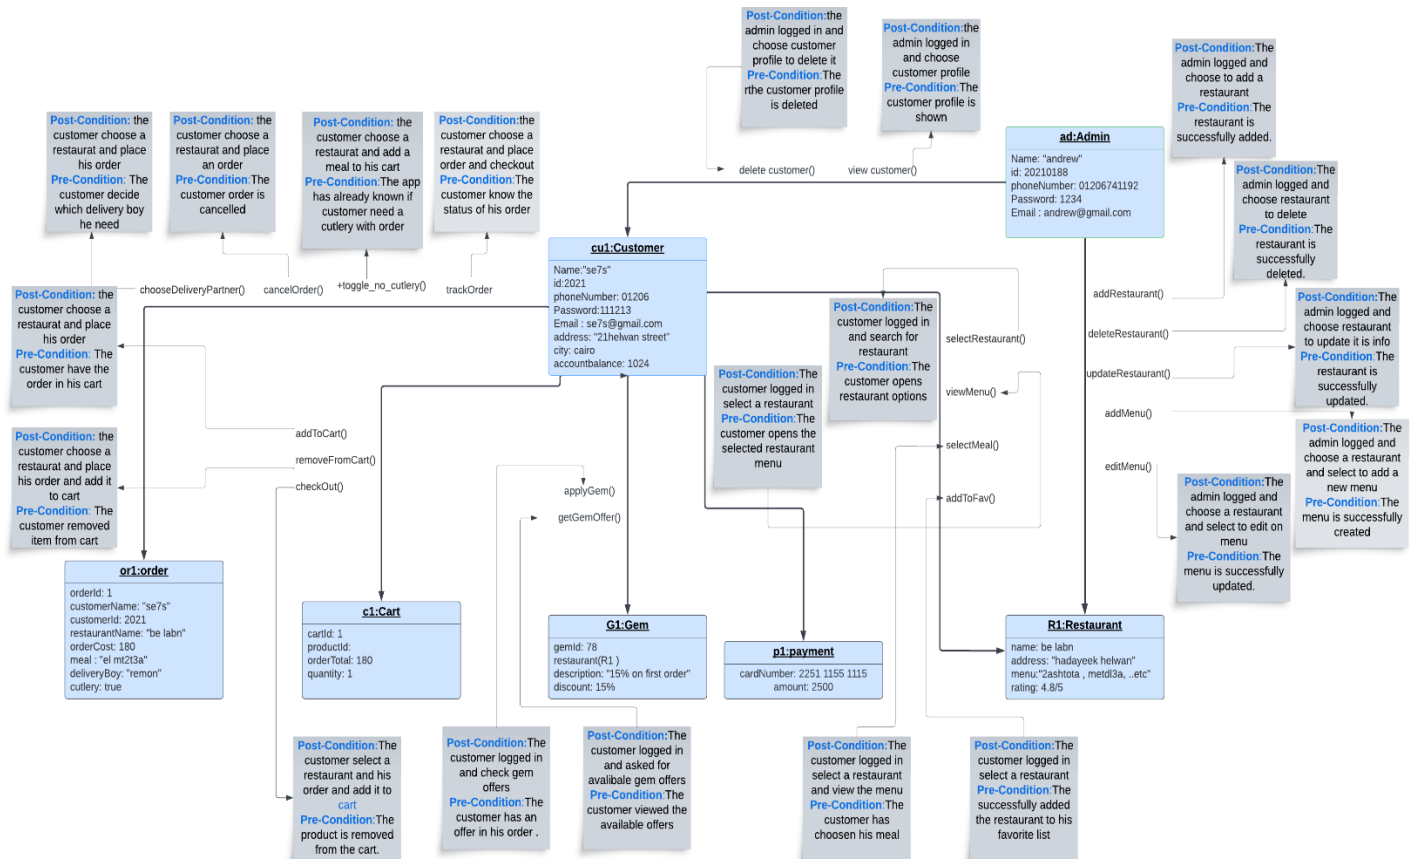 Post-Condition:the
admin logged in and
choose customer
profile to delete it
Pre-Condition:The
rthe customer profile
is deleted
Post-Condition:the
admin logged in
and choose
customer profile
Pre-Condition:The
customer profile is
shown
Post-Condition:The
admin logged and
choose to add a
restaurant
Pre-Condition:The
restaurant is
successfully added.
Post-Condition: the
customer choose a
restaurat and place
his order
Pre-Condition: The
customer decide
which delivery boy
he need
Post-Condition: the
customer choose a
restaurat and place
an order
Pre-Condition: The
customer order is
cancelled
Post-Condition: the
customer choose a
restaurat and add a
meal to his cart
Pre-Condition:The app
has already known if
customer need a
cutlery with order
Post-Condition:the
customer choose a
restaurat and place
order and checkout
Pre-Condition:The
customer know the
status of his order
delete customer()
view customer()
ad:Admin
Name: "andrew"
id: 20210188
phoneNumber: 01206741192
Password: 1234
Email : andrew@gmail.com
Post-Condition:The
admin logged and
choose restaurant
to delete
Pre-Condition:The
restaurant is
successfully
deleted.
cu1:Customer
Name:"se7s"
id:2021
phoneNumber: 01206
Password:111213
Email : se7s@gmail.com
address: "21helwan street"
city: cairo
accountbalance: 1024
chooseDeliveryPartner()
cancelOrder()
+toggle_no_cutlery()
trackOrder
Post-Condition: the
customer choose a
restaurat and place
his order
Pre-Condition: The
customer have the
order in his cart
addRestaurant()
deleteRestaurant()
updateRestaurant()
addMenu()
editMenu()
Post-Condition:The
admin logged and
choose restaurant
to update it is info
Pre-Condition:The
restaurant is
successfully
updated.
Post-Condition:The
customer logged in
and search for
restaurant
Pre-Condition:The
customer opens
restaurant options
selectRestaurant()
viewMenu()
selectMeal()
addToFav()
Post-Condition:The
customer logged in
select a restaurant
Pre-Condition:The
customer opens the
selected restaurant
menu
Post-Condition:The
admin logged and
choose a restaurant
and select to add a
new menu
Pre-Condition:The
menu is successfully
created
Post-Condition: the
customer choose a
restaurat and place
his order and add it
to cart
Pre-Condition: The
customer removed
item from cart
addToCart()
removeFromCart()
checkOut()
applyGem()
getGemOffer()
Post-Condition:The
admin logged and
choose a restaurant
and select to edit on
menu
Pre-Condition:The
menu is successfully
updated.
or1:order
orderId: 1
customerName: "se7s"
customerId: 2021
restaurantName: "be labn"
orderCost: 180
meal : "el mt2t3a"
deliveryBoy: "remon"
cutlery: true
c1:Cart
cartId: 1
productId:
orderTotal: 180
quantity: 1
G1:Gem
gemId: 78
restaurant(R1 )
description: "15% on first order"
discount: 15%
p1:payment
cardNumber: 2251 1155 1115
amount: 2500
R1:Restaurant
name: be labn
address: "hadayeek helwan"
menu:"2ashtota , metdl3a, ..etc"
rating: 4.8/5
Post-Condition:The
customer select a
restaurant and his
order and add it to
cart
Pre-Condition:The
product is removed
from the cart.
Post-Condition:The
customer logged in
and check gem
offers
Pre-Condition:The
customer has an
offer in his order .
Post-Condition:The
customer logged in
and asked for
avalibale gem offers
Pre-Condition:The
customer viewed the
available offers
Post-Condition:The
customer logged in
select a restaurant
and view the menu
Pre-Condition:The
customer has
choosen his meal
Post-Condition:The
customer logged in
select a restaurant
Pre-Condition:The
successfully added
the restaurant to his
favorite list